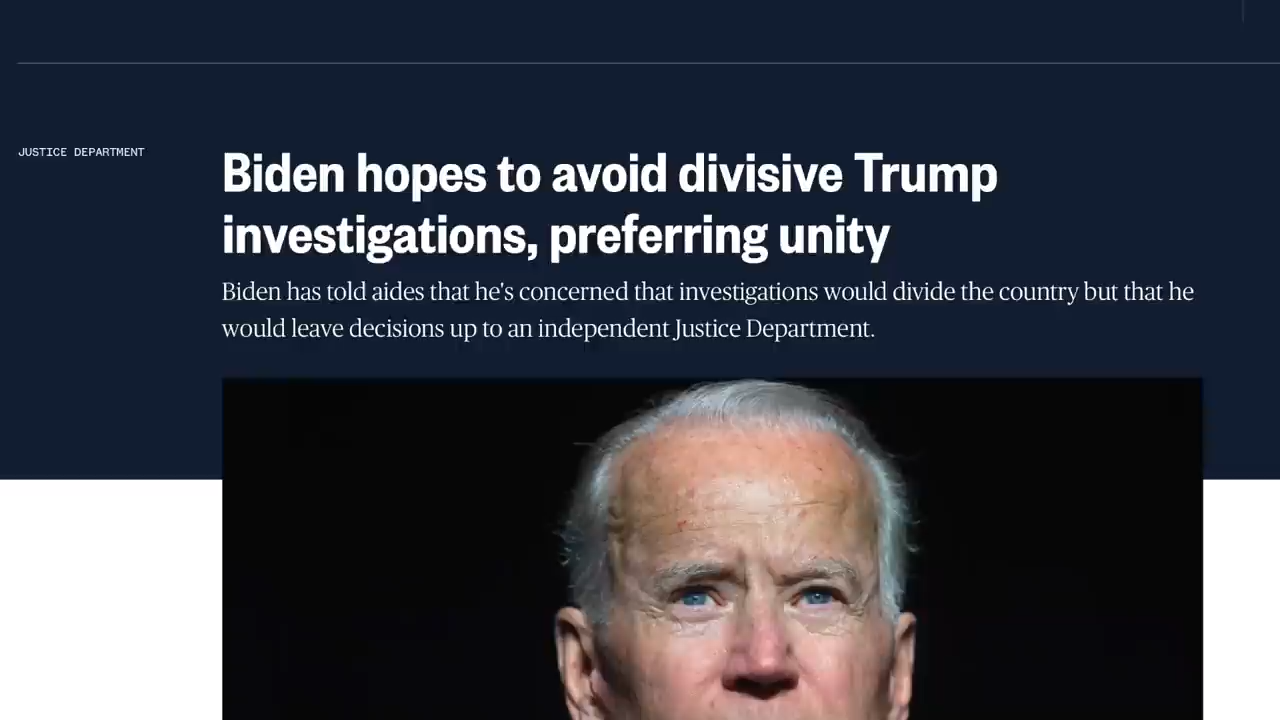 JUSTICE DEPARTMENT
Biden hopes to avoid divisive Trump
investigations, preferring unity
Biden has told aides that he's concerned that investigations would divide the country but that he
would leave decisions up to an independent Justice Department.